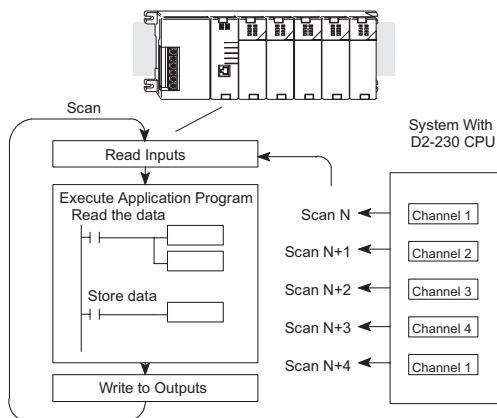 Scan
System With
D2-230 CPU
Read Inputs
Execute Application Program
Read the data
Store data
Write to Outputs
Scan N
Channel 1
Scan N+1
Channel 2
Scan N+2
Channel 3
Scan N+3
Channel 4
Scan N+4
Channel 1